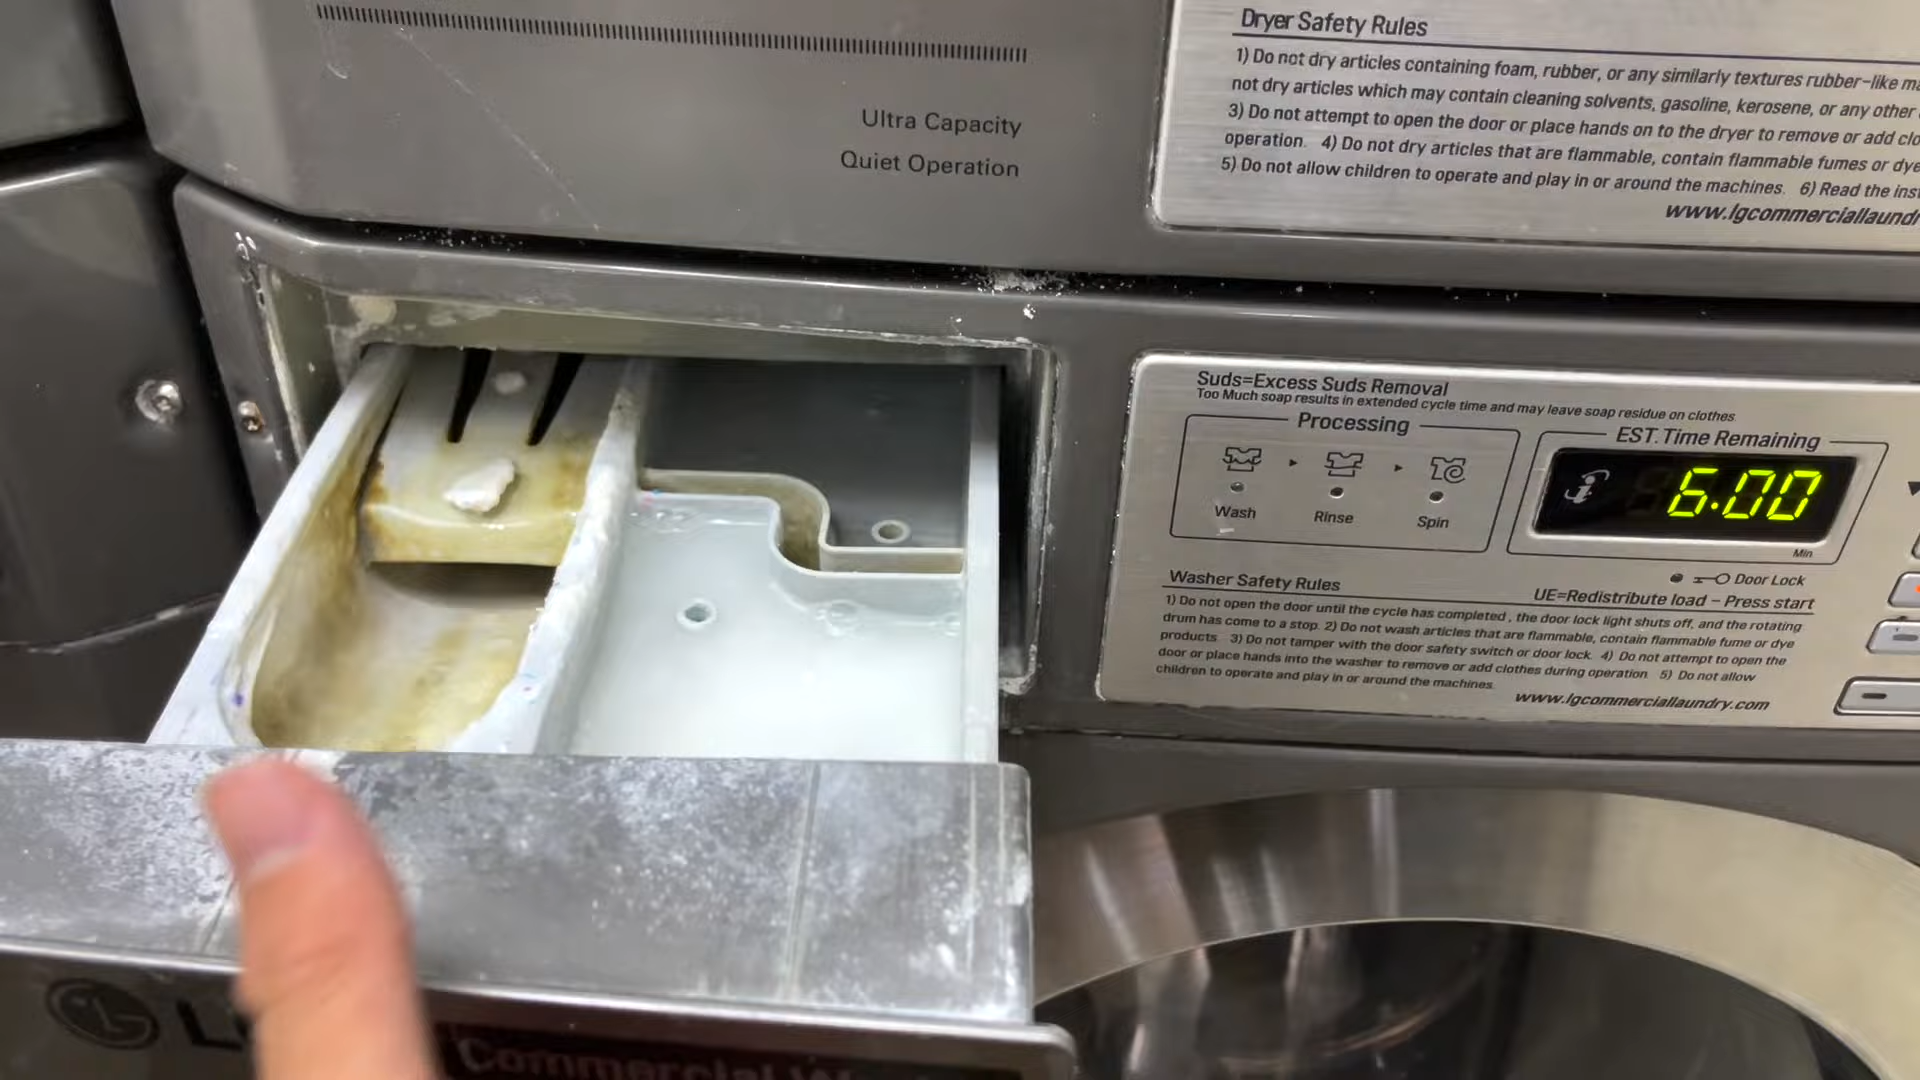 Dryer Safety Rules
1) Do not dry articles containing foam, rubber, or any similarly textures rubber-like
not dry articles which may contain cleaning solvents, gasoline, kerosene, or any other
3) Do not attempt to open the door or place hands on to the dryer to remove or add
operation. 4) Do not dry articles that are flammable, contain flammable fumes or
5) Do not allow children to operate and play in or around the machines. 6) Read the
www.lgcommerciallaundr
Ultra Capacity
Quiet Operation
Suds=Excess Suds Removal
Too Much soap results in extended cycle time and may leave soap residue on clothes
Processing
EST. Time Remaining
6:00
Wash
Rinse
Spin
Min
Door Lock
Washer Safety Rules
UE=Redistribute load - Press start
1) Do not open the door until the cycle has completed, the door lock light shuts off, and the rotating
drum has come to a stop. 2) Do not wash articles that are flammable, contain flammable fume or dye
products. 3) Do not tamper with the door safety switch or door lock. 4) Do not attempt to open the
door or place hands into the washer to remove or add clothes during operation. 5) Do not allow
children to operate and play in or around the machines.
www.lgcommerciallaundry.com
Commercial